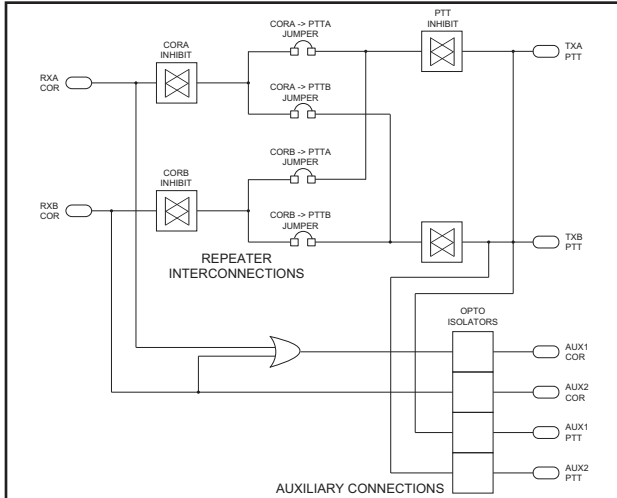 CORA -> PTTA
JUMPER
PTT
INHIBIT
CORA
INHIBIT
TXA
PTT
RXA
COR
CORA -> PTTB
JUMPER
CORB -> PTTA
JUMPER
CORB
INHIBIT
RXB
COR
CORB -> PTTB
JUMPER
TXB
PTT
REPEATER
INTERCONNECTIONS
OPTO
ISOLATORS
AUX1
COR
AUX2
COR
AUX1
PTT
AUX2
PTT
AUXILIARY CONNECTIONS